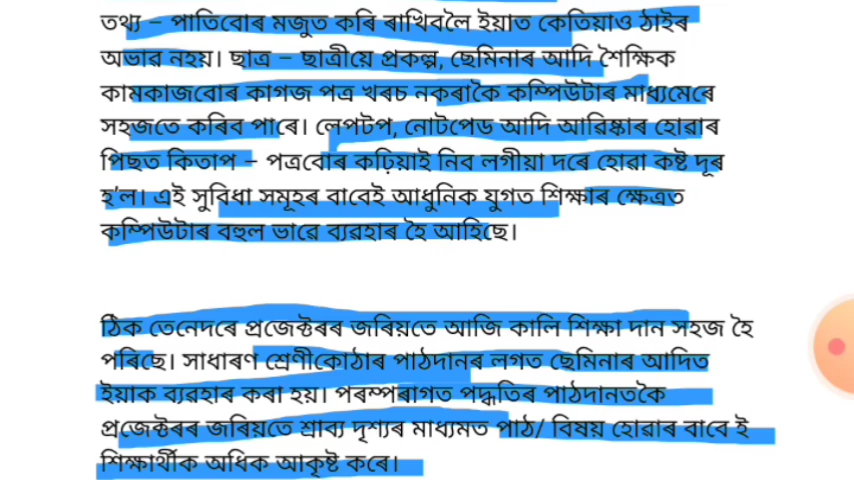 তথ্য – পাতিবোৰ মজুত কৰি ৰাখিবলৈ ইয়াত কেতিয়াও ঠাইৰ
অভাৱ নহয়। ছাত্ৰ – ছাত্ৰীয়ে প্ৰকল্প, ছেমিনাৰ আদি শৈক্ষিক
কামকাজবোৰ কাগজ পত্ৰ খৰচ নকৰাকৈ কম্পিউটাৰ মাধ্যমেৰে
সহজতে কৰিব পাৰে। লেপটপ, নোটপেড আদি আৱিষ্কাৰ হোৱাৰ
পিছত কিতাপ – পত্ৰবোৰ কঢ়িয়াই নিব লগীয়া দৰে হোৱা কষ্ট দূৰ
হ'ল। এই সুবিধা সমূহৰ বাবেই আধুনিক যুগত শিক্ষাৰ ক্ষেত্ৰত
কম্পিউটাৰ বহুল ভাৱে ব্যৱহাৰ হৈ আহিছে।
ঠিক তেনেদৰে প্ৰজেক্টৰৰ জৰিয়তে আজি কালি শিক্ষা দান সহজ হৈ
পৰিছে। সাধাৰণ শ্ৰেণীকোঠাৰ পাঠদানৰ লগত ছেমিনাৰ আদিত
ইয়াক ব্যৱহাৰ কৰা হয়। পৰম্পৰাগত পদ্ধতিৰ পাঠদানতকৈ
প্ৰজেক্টৰৰ জৰিয়তে শ্ৰাব্য দৃশ্যৰ মাধ্যমত পাঠ/ বিষয় হোৱাৰ বাবে ই
শিক্ষাৰ্থীক অধিক আকৃষ্ট কৰে।